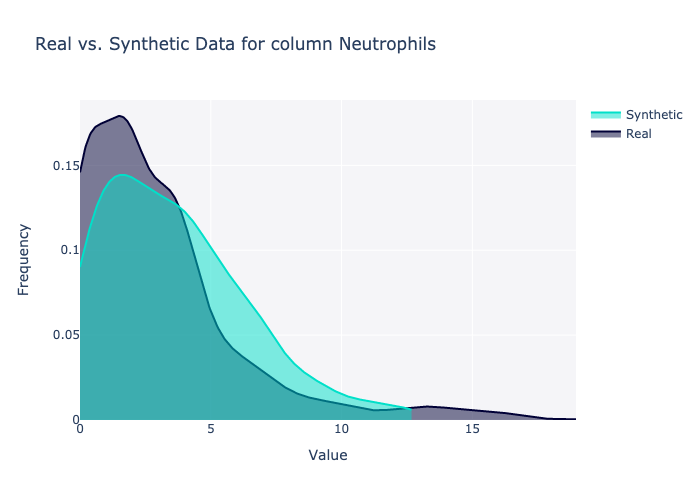 Real vs. Synthetic Data for column Neutrophils
Synthetic
Real
0.15
0.1
0.05
0
0
5
10
15
Frequency
Value